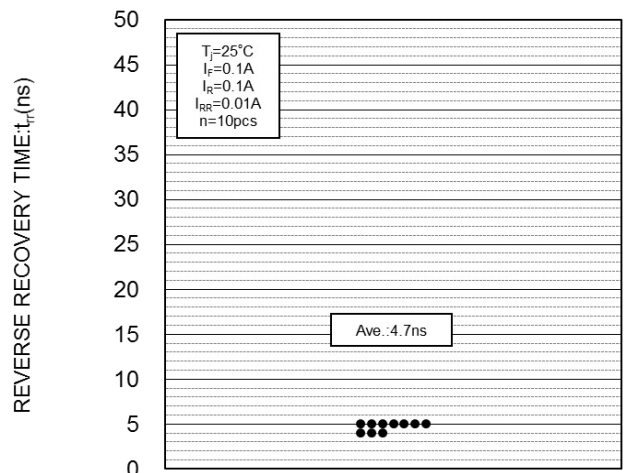 REVERSE RECOVERY TIME:trr(ns)
50
45
40
35
30
25
20
15
10
5
0
Tj=25°C
IF=0.1A
IR=0.1A
IRR=0.01A
n=10pcs
Ave.:4.7ns